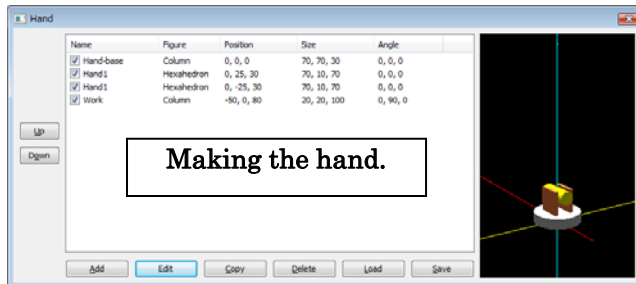 Hand
Name Figure Position Size Angle
Hand-base Column 0, 0, 0 70, 70, 30 0, 0, 0
Hand1 Hexahedron 0, 25, 30 70, 10, 70 0, 0, 0
Hand1 Hexahedron 0, -25, 30 70, 10, 70 0, 0, 0
Work Column -50, 0, 80 20, 20, 100 0, 90, 0
Up
Down
Making the hand.
Add Edit Copy Delete Load Save